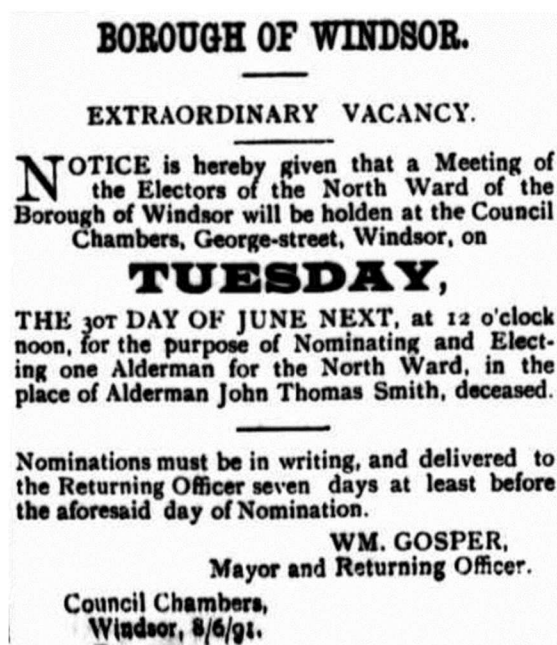 BOROUGH OF WINDSOR.
EXTRAORDINARY VACANCY.
NOTICE is hereby given that a Meeting of
the Electors of the North Ward of the
Borough of Windsor will be holden at the Council
Chambers, George-street, Windsor, on
TUESDAY,
THE 30T DAY OF JUNE NEXT, at 12 o'clock
noon, for the purpose of Nominating and Elect-
ing one Alderman for the North Ward, in the
place of Alderman John Thomas Smith, deceased.
Nominations must be in writing, and delivered to
the Returning Officer seven days at least before
the aforesaid day of Nomination.
WM. GOSPER,
Mayor and Returning Officer.
Council Chambers,
Windsor, 8/6/91.